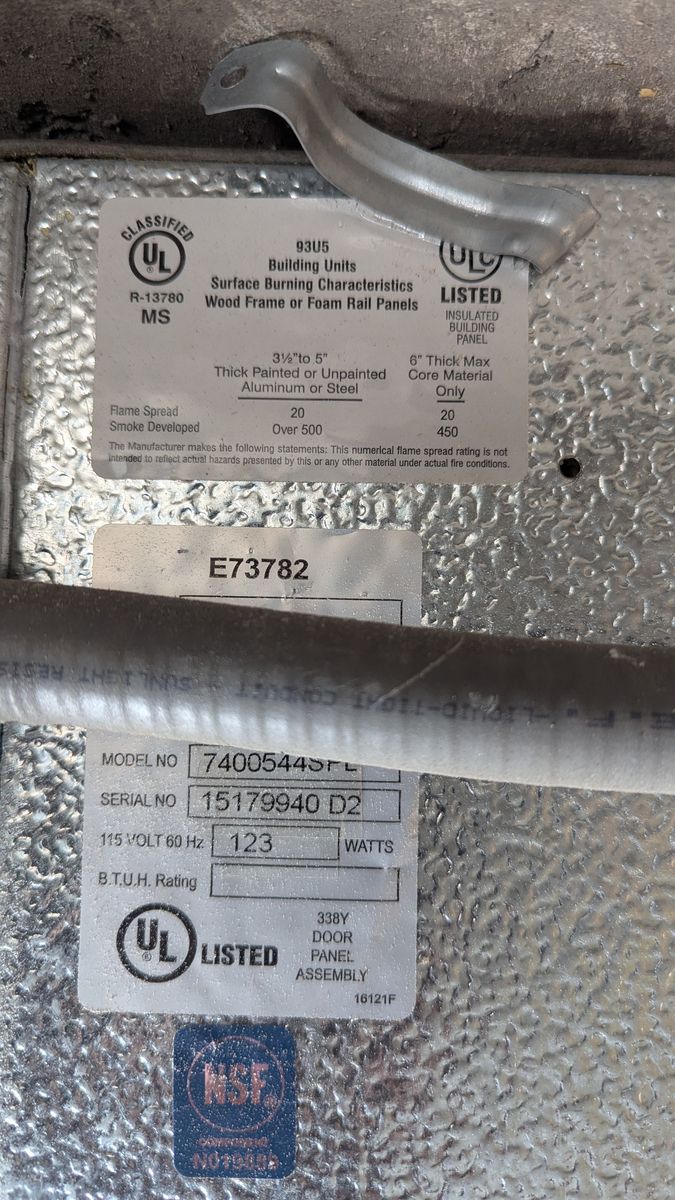 CLASSIFIED
UL
®
R-13780
MS
93U5
Building Units
Surface Burning Characteristics
Wood Frame or Foam Rail Panels
ULC
LISTED
INSULATED
BUILDING
PANEL
3½"to 5"
Thick Painted or Unpainted
Aluminum or Steel
6" Thick Max
Core Material
Only
Flame Spread 20 20
Smoke Developed Over 500 450
The Manufacturer makes the following statements: This numerical flame spread rating is not
intended to reflect actual hazards presented by this or any other material under actual fire conditions.
E73782
LIQUID-TIGHT CONDUIT - SUNLIGHT
MODEL NO 7400544SPL
SERIAL NO 15179940 D2
115 VOLT 60 Hz 123 WATTS
B.T.U.H. Rating
UL
®
LISTED
338Y
DOOR
PANEL
ASSEMBLY
16121F
NSF®